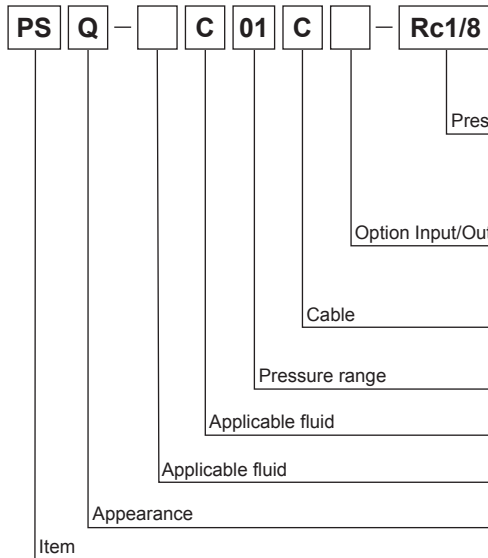 PS Q – C 01 C – Rc1/8
Pres
Option Input/Out
Cable
Pressure range
Applicable fluid
Applicable fluid
Appearance
Item